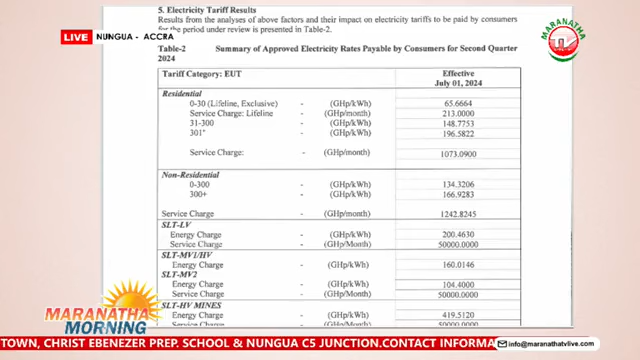 5. Electricity Tariff Results
Results from the analyses of above factors and their impact on electricity tariffs to be paid by consumers
for the period under review is presented in Table-2.
LIVE NUNGUA - ACCRA
MARANATHA
Table-2 Summary of Approved Electricity Rates Payable by Consumers for Second Quarter
2024
Tariff Category: EUT Effective
July 01, 2024
Residential
0-30 (Lifeline, Exclusive) - (GHp/kWh) 65.6664
Service Charge: Lifeline - (GHp/month) 213.0000
31-300 - (GHp/kWh) 148.7753
301+ - (GHp/kWh) 196.5822
Service Charge: - (GHp/month) 1073.0900
Non-Residential
0-300 - (GHp/kWh) 134.3206
300+ - (GHp/kWh) 166.9283
Service Charge - (GHp/month) 1242.8245
SLT-LV
Energy Charge - (GHp/kWh) 200.4630
Service Charge - (GHp/Month) 50000.0000
SLT-MV1/HV
Energy Charge - (GHp/kWh) 160.0146
SLT-MV2
Energy Charge - (GHp/kWh) 104.4000
Service Charge - (GHp/Month) 50000.0000
SLT-HV MINES
Energy Charge - (GHp/kWh) 419.5120
Service Charge - (GHp/Month) 50000.0000
MARANATHA
MORNING
TOWN, CHRIST EBENEZER PREP. SCHOOL & NUNGUA C5 JUNCTION.CONTACT INFORMA
info@maranathatvlive.com